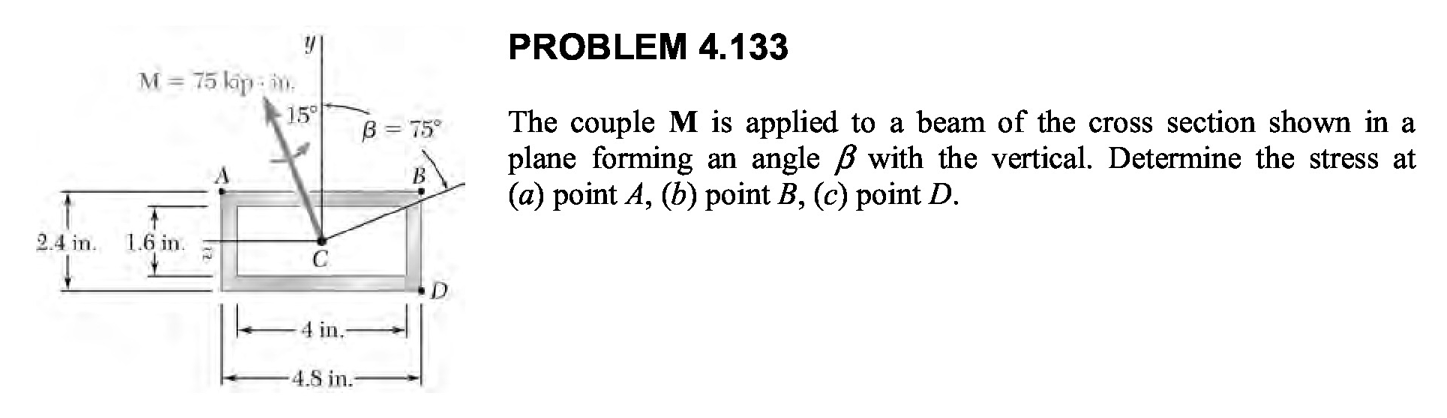 PROBLEM 4.133
The couple M is applied to a beam of the cross section shown in a
plane forming an angle β with the vertical. Determine the stress at
(a) point A, (b) point B, (c) point D.
y
M = 75 kip · in.
15°
β = 75°
A
B
2.4 in.
1.6 in.
z
C
D
4 in.
4.8 in.